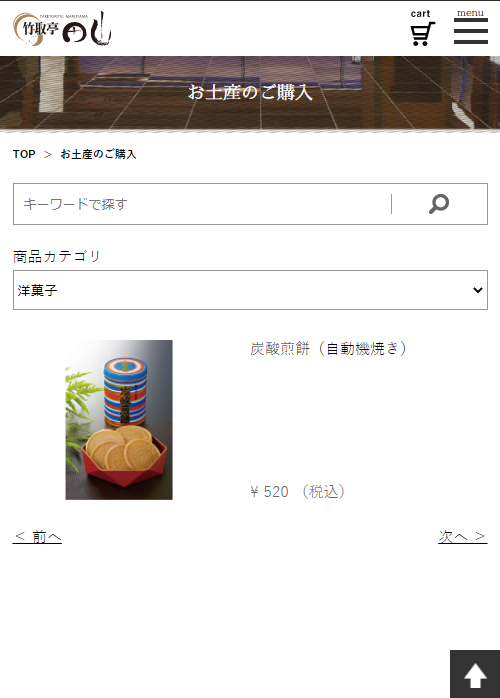 TAKETORITEI MARUYAMA
竹取亭
cart
menu
お土産のご購入
TOP ＞ お土産のご購入
キーワードで探す
商品カテゴリ
洋菓子
炭酸煎餅（自動機焼き）
¥ 520 （税込）
＜ 前へ
次へ ＞